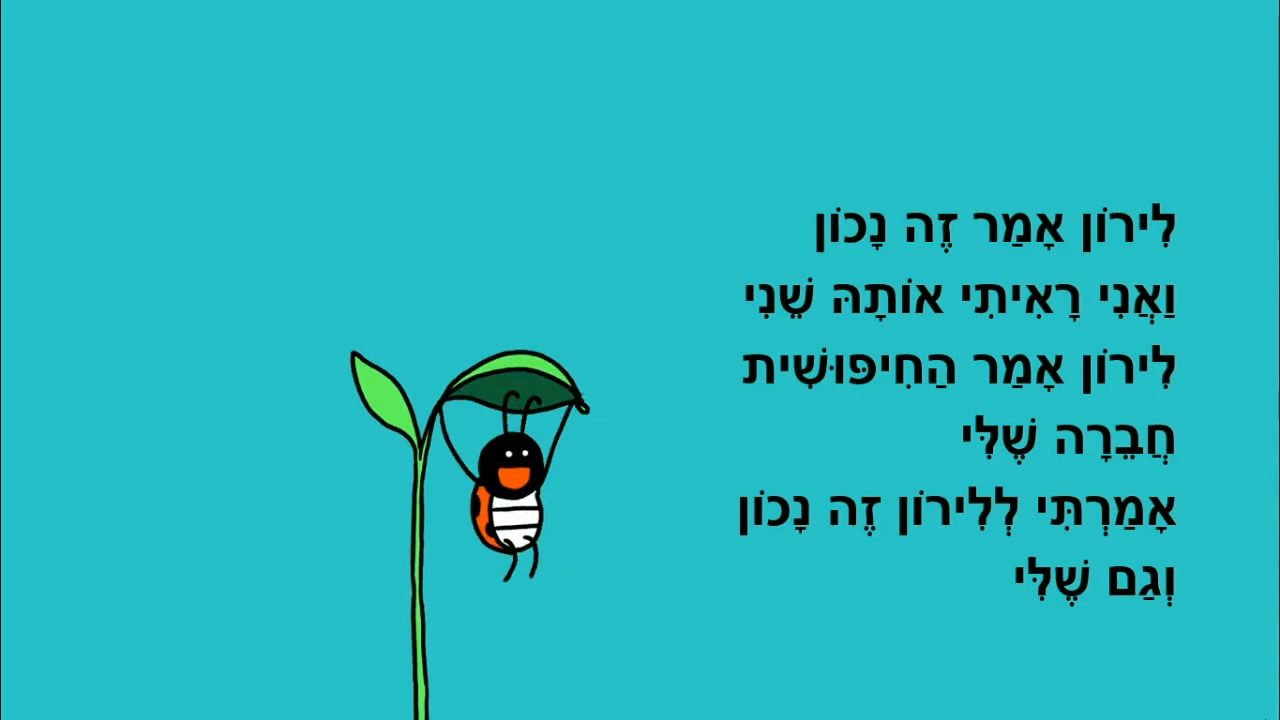 לִירוֹן אָמַר זֶה נָכוֹן
וַאֲנִי רָאִיתִי אוֹתָהּ שֵׁנִי
לִירוֹן אָמַר הַחִיפּוּשִׁית
חֲבֵרָה שֶׁלִּי
אָמַרְתִּי לְלִירוֹן זֶה נָכוֹן
וְגַם שֶׁלִּי